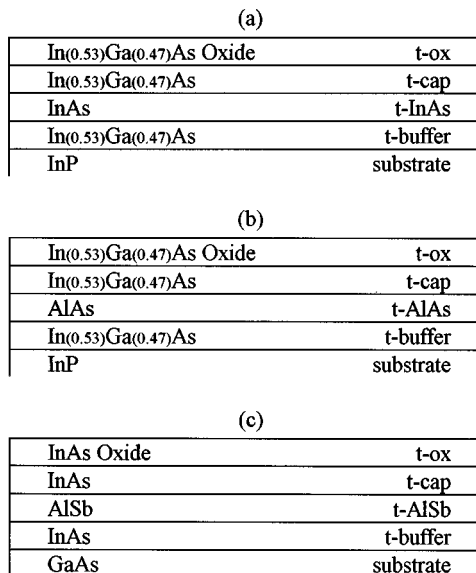 (a)
In(0.53)Ga(0.47)As Oxide t-ox
In(0.53)Ga(0.47)As t-cap
InAs t-InAs
In(0.53)Ga(0.47)As t-buffer
InP substrate
(b)
In(0.53)Ga(0.47)As Oxide t-ox
In(0.53)Ga(0.47)As t-cap
AlAs t-AlAs
In(0.53)Ga(0.47)As t-buffer
InP substrate
(c)
InAs Oxide t-ox
InAs t-cap
AlSb t-AlSb
InAs t-buffer
GaAs substrate